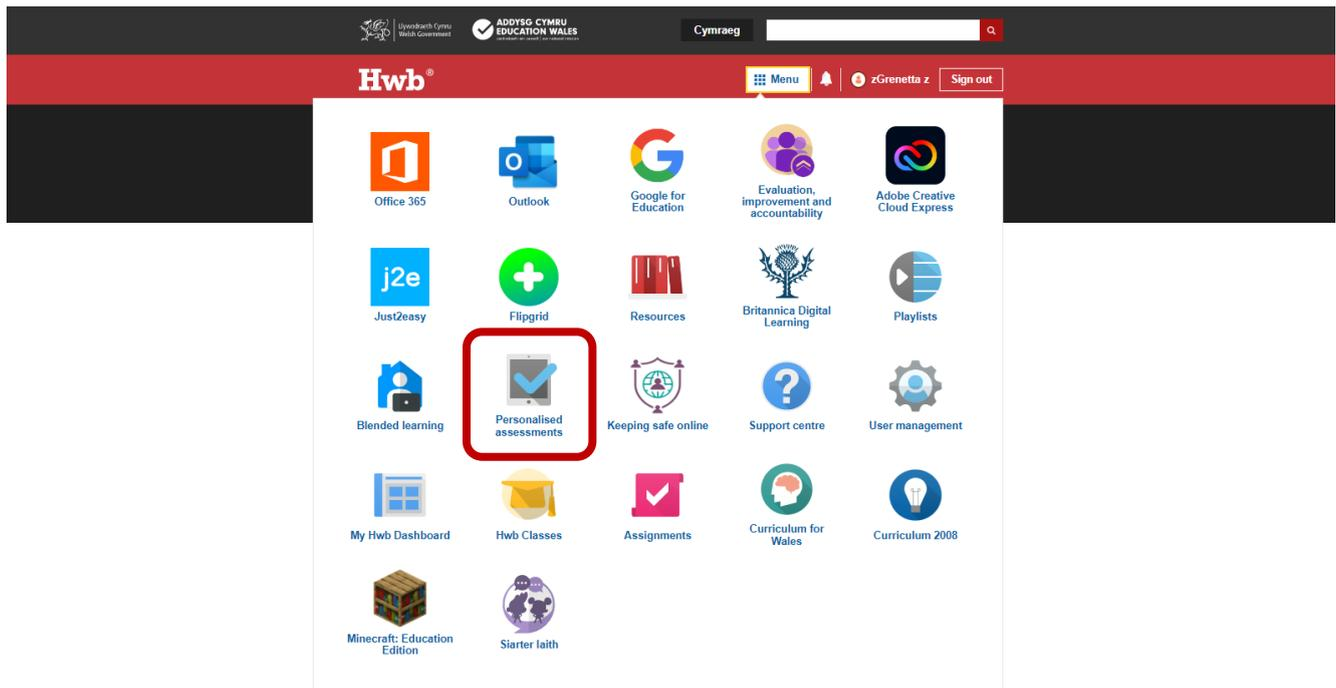 Llywodraeth Cymru
Welsh Government
ADDYSG CYMRU
EDUCATION WALES
Cymraeg
Hwb®
Menu
zGrenetta z
Sign out
Office 365
Outlook
Google for
Education
Evaluation,
improvement and
accountability
Adobe Creative
Cloud Express
j2e
Just2easy
Flipgrid
Resources
Britannica Digital
Learning
Playlists
Blended learning
Personalised
assessments
Keeping safe online
Support centre
User management
My Hwb Dashboard
Hwb Classes
Assignments
Curriculum for
Wales
Curriculum 2008
Minecraft: Education
Edition
Siarter Iaith